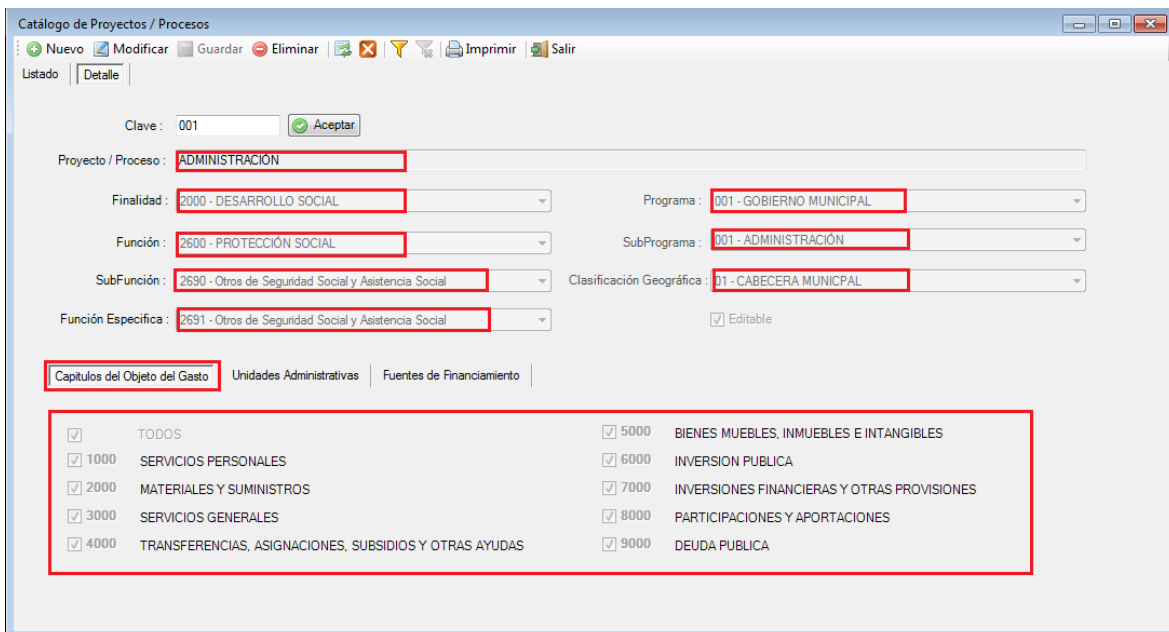 Catálogo de Proyectos / Procesos
Nuevo Modificar Guardar Eliminar Imprimir Salir
Listado Detalle
Clave : 001 Aceptar
Proyecto / Proceso : ADMINISTRACIÓN
Finalidad : 2000 - DESARROLLO SOCIAL Programa : 001 - GOBIERNO MUNICIPAL
Función : 2600 - PROTECCIÓN SOCIAL SubPrograma : 001 - ADMINISTRACIÓN
SubFunción : 2690 - Otros de Seguridad Social y Asistencia Social Clasificación Geográfica : 01 - CABECERA MUNICPAL
Función Especifica : 2691 - Otros de Seguridad Social y Asistencia Social Editable
Capitulos del Objeto del Gasto Unidades Administrativas Fuentes de Financiamiento
TODOS 5000 BIENES MUEBLES, INMUEBLES E INTANGIBLES
1000 SERVICIOS PERSONALES 6000 INVERSION PUBLICA
2000 MATERIALES Y SUMINISTROS 7000 INVERSIONES FINANCIERAS Y OTRAS PROVISIONES
3000 SERVICIOS GENERALES 8000 PARTICIPACIONES Y APORTACIONES
4000 TRANSFERENCIAS, ASIGNACIONES, SUBSIDIOS Y OTRAS AYUDAS 9000 DEUDA PUBLICA